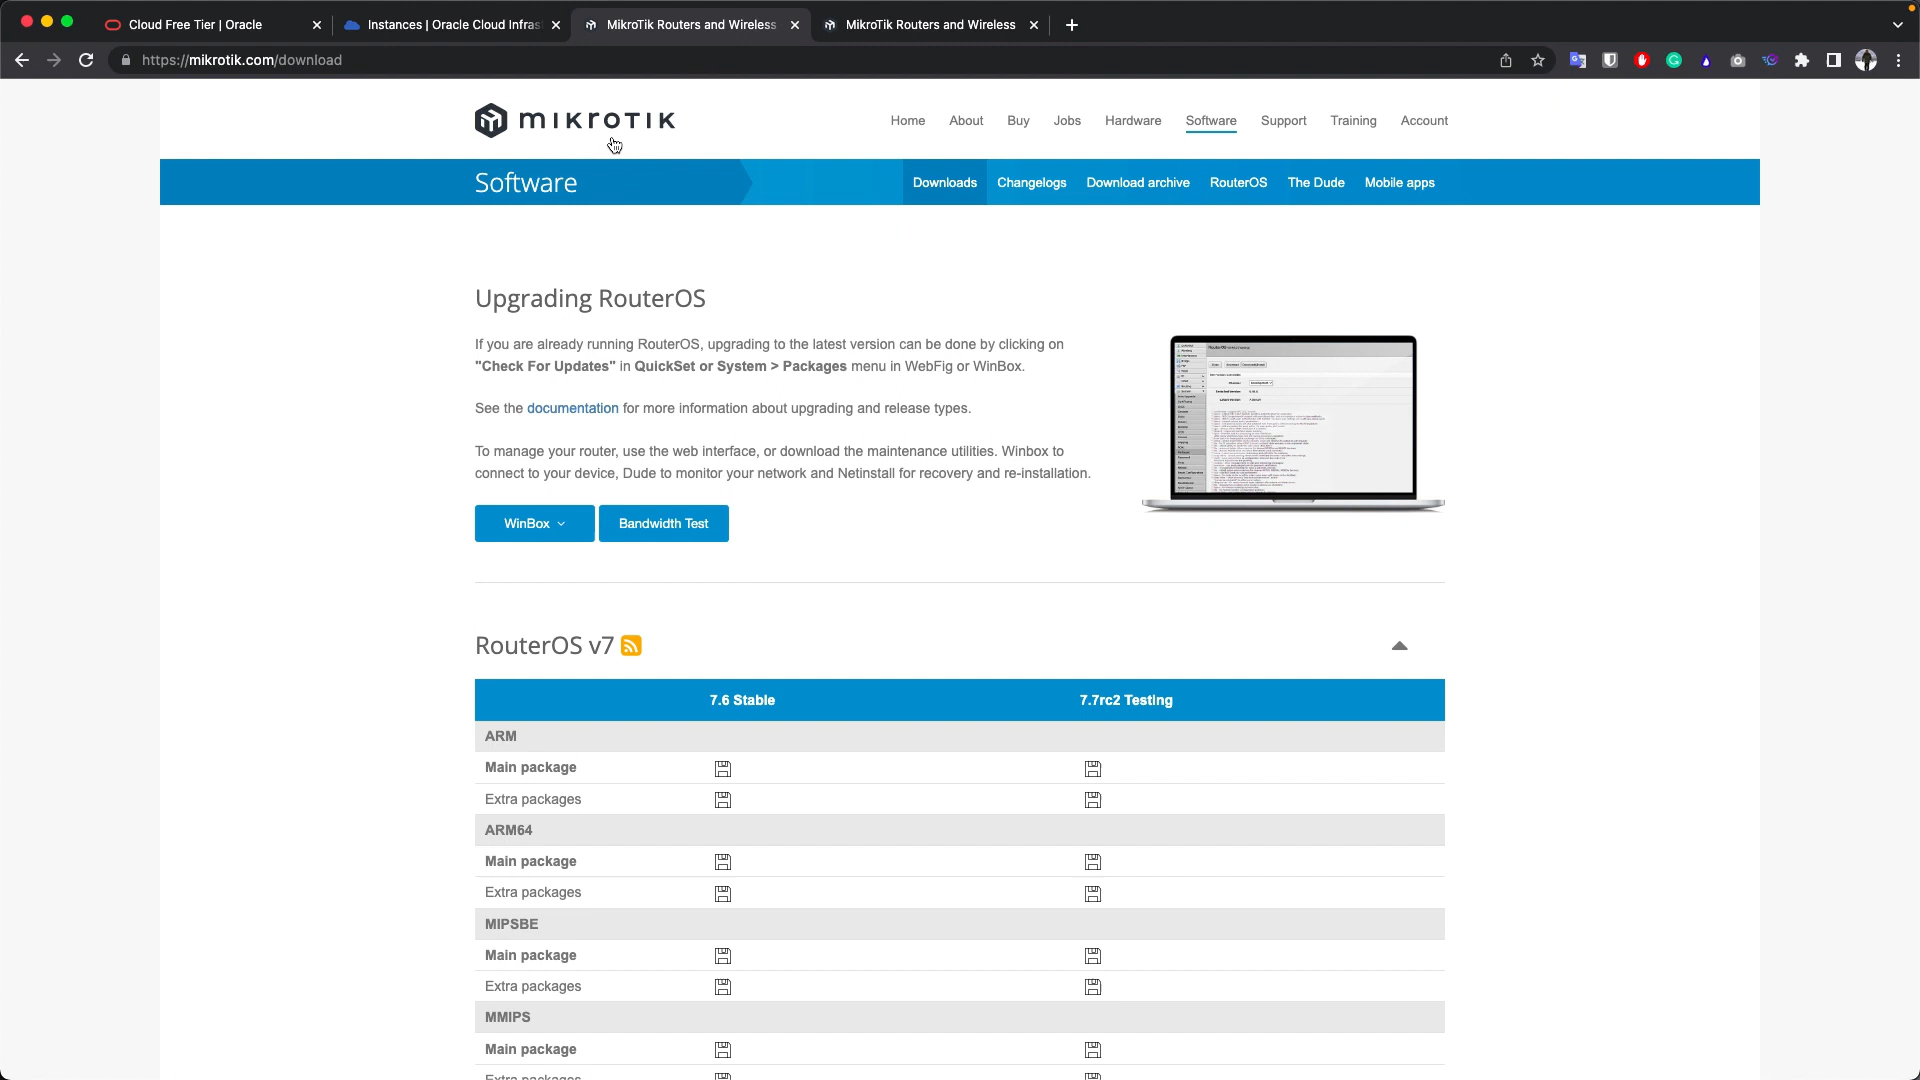 Cloud Free Tier | Oracle
Instances | Oracle Cloud Infras
MikroTik Routers and Wireless
MikroTik Routers and Wireless
https://mikrotik.com/download
mikrotik
Home About Buy Jobs Hardware Software Support Training Account
Software
Downloads Changelogs Download archive RouterOS The Dude Mobile apps
Upgrading RouterOS
If you are already running RouterOS, upgrading to the latest version can be done by clicking on
"Check For Updates" in QuickSet or System > Packages menu in WebFig or WinBox.
See the documentation for more information about upgrading and release types.
To manage your router, use the web interface, or download the maintenance utilities. Winbox to
connect to your device, Dude to monitor your network and Netinstall for recovery and re-installation.
WinBox Bandwidth Test
RouterOS v7
7.6 Stable 7.7rc2 Testing
ARM
Main package
Extra packages
ARM64
Main package
Extra packages
MIPSBE
Main package
Extra packages
MMIPS
Main package
Extra packages